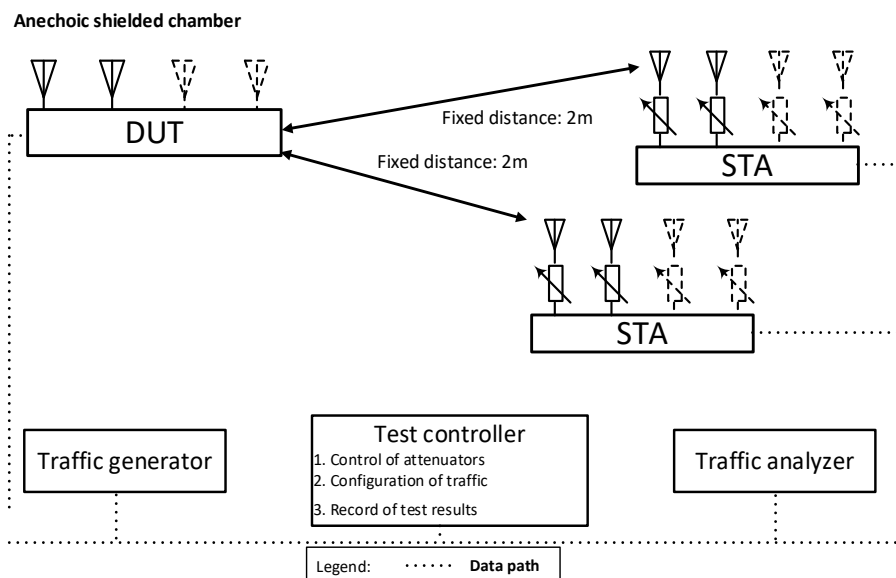 Anechoic shielded chamber
DUT
Fixed distance: 2m
Fixed distance: 2m
STA
STA
Traffic generator
Test controller
1. Control of attenuators
2. Configuration of traffic
3. Record of test results
Traffic analyzer
Legend: Data path